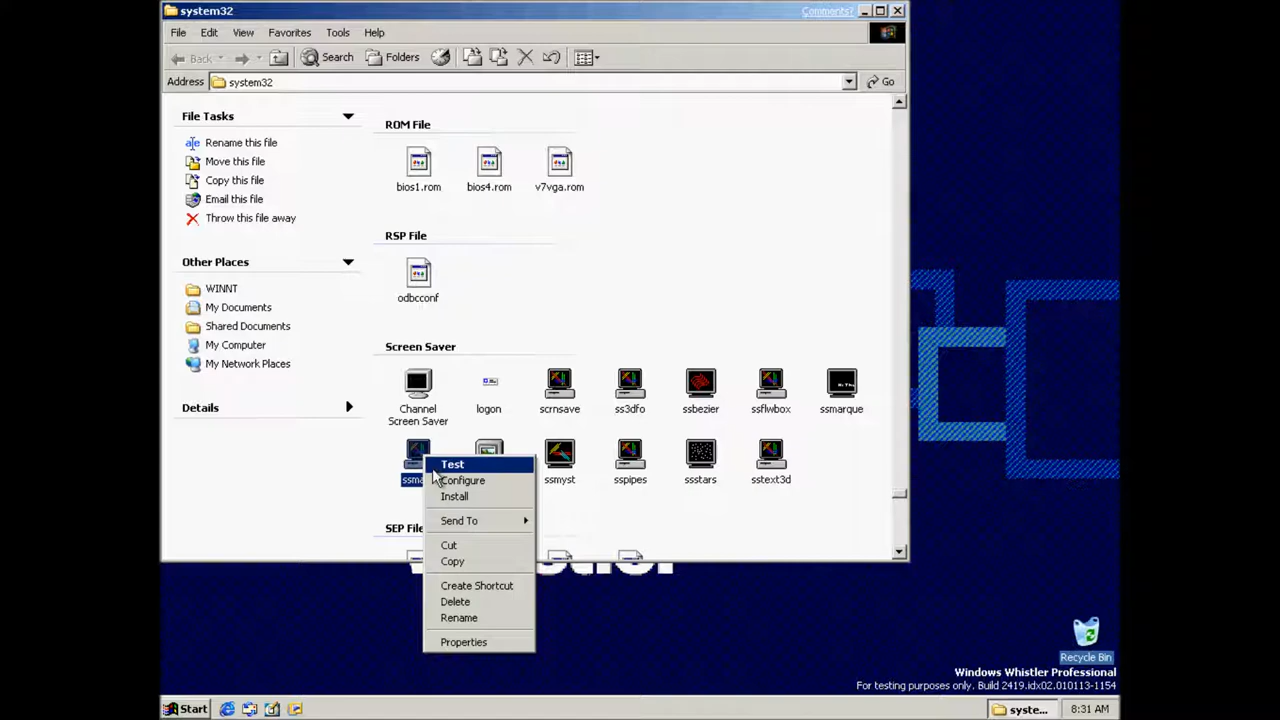 system32
Comments?
File Edit View Favorites Tools Help
Back Search Folders
Address system32 Go
File Tasks
Rename this file
Move this file
Copy this file
Email this file
Throw this file away
Other Places
WINNT
My Documents
Shared Documents
My Computer
My Network Places
Details
ROM File
bios1.rom bios4.rom v7vga.rom
RSP File
odbcconf
Screen Saver
Channel Screen Saver
logon scrnsave ss3dfo ssbezier ssflwbox ssmarque
ssmyst sspipes ssstars sstext3d
Test
Configure
Install
Send To
Cut
Copy
Create Shortcut
Delete
Rename
Properties
Recycle Bin
Windows Whistler Professional
For testing purposes only. Build 2419.idx02.010113-1154
Start syste... 8:31 AM